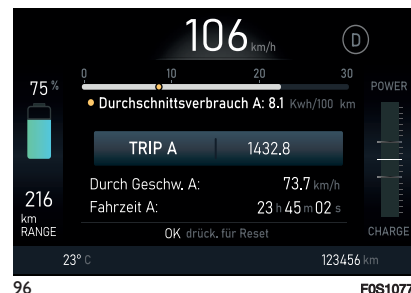 106 km/h
D
0 10 20 30
75 %
POWER
Durchschnittsverbrauch A: 8.1 Kwh/100 km
TRIP A 1432.8
Durch Geschw. A: 73.7 km/h
216
km
RANGE
Fahrzeit A: 23 h 45 m 02 s
OK drück. für Reset
CHARGE
23° C
123456 km
96
F0S1077